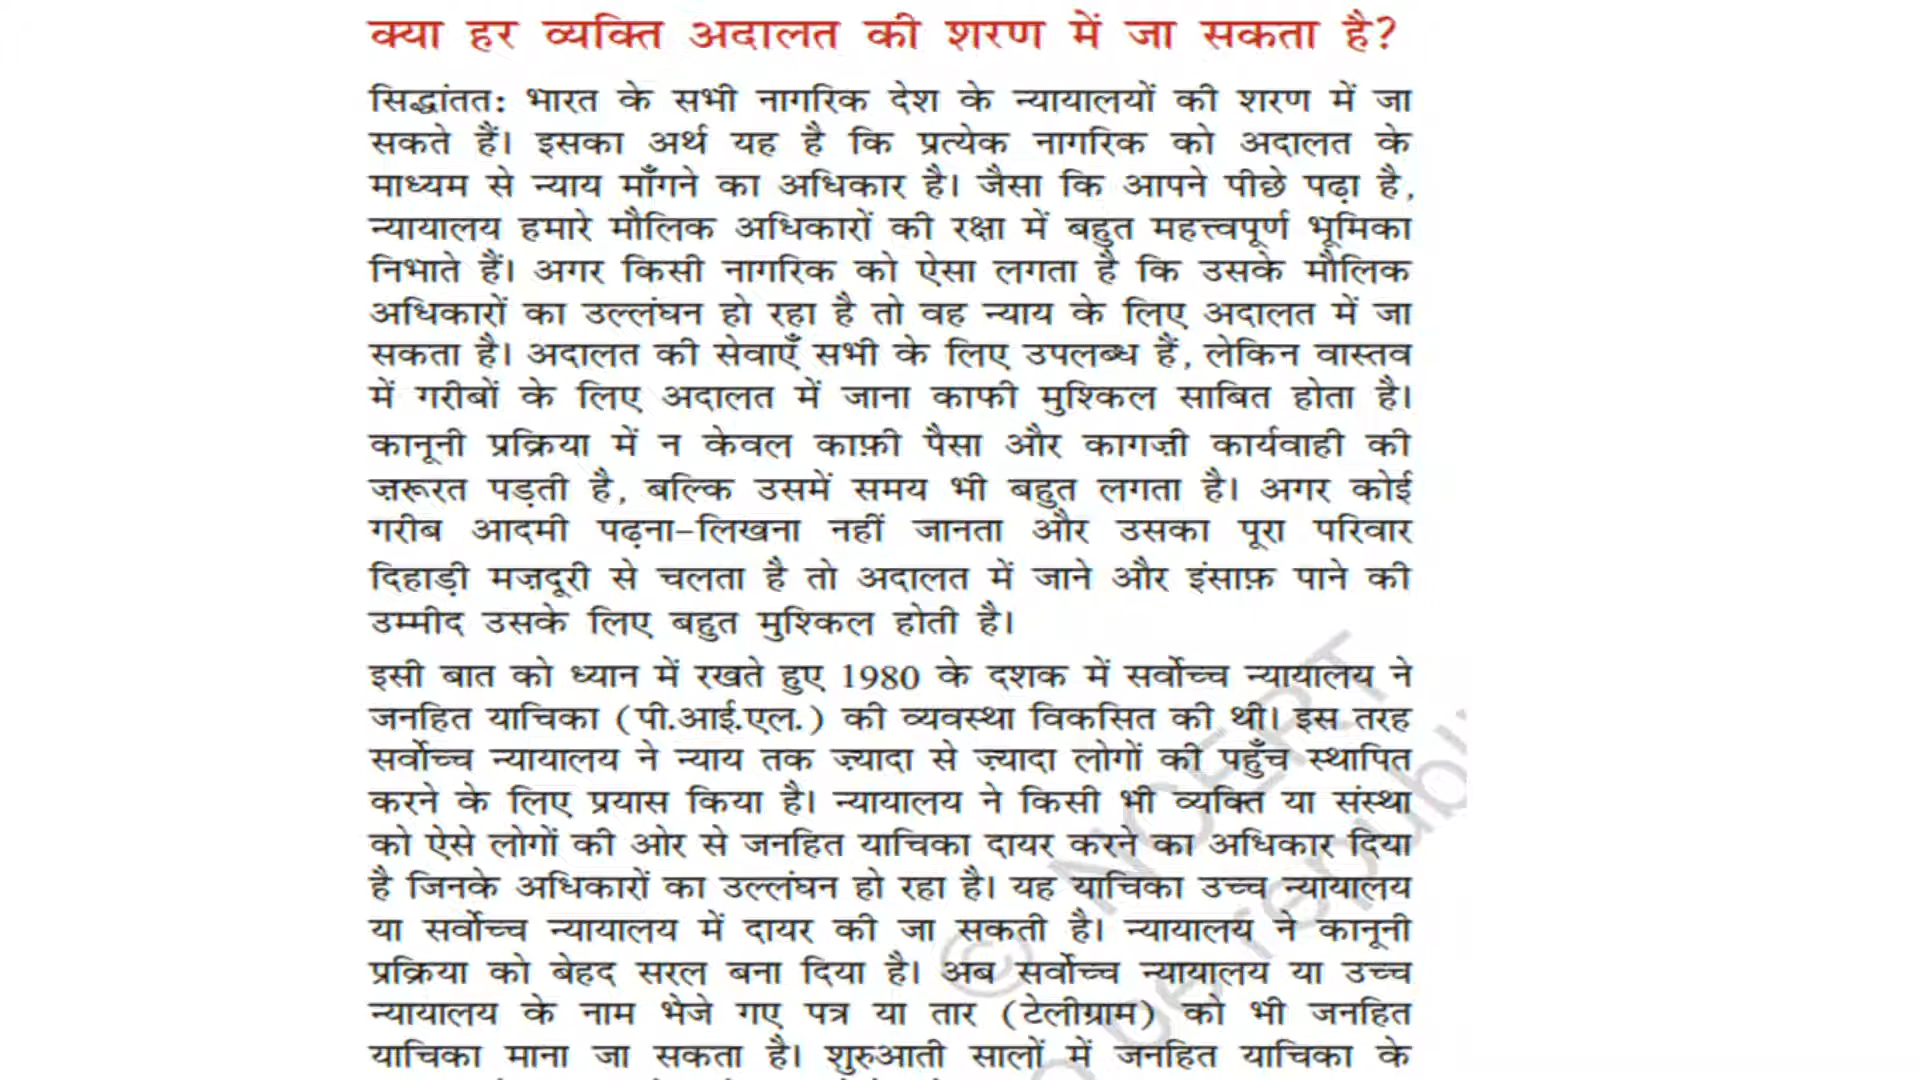 क्या हर व्यक्ति अदालत की शरण में जा सकता है?
सिद्धांतत: भारत के सभी नागरिक देश के न्यायालयों की शरण में जा
सकते हैं। इसका अर्थ यह है कि प्रत्येक नागरिक को अदालत के
माध्यम से न्याय माँगने का अधिकार है। जैसा कि आपने पीछे पढ़ा है,
न्यायालय हमारे मौलिक अधिकारों की रक्षा में बहुत महत्त्वपूर्ण भूमिका
निभाते हैं। अगर किसी नागरिक को ऐसा लगता है कि उसके मौलिक
अधिकारों का उल्लंघन हो रहा है तो वह न्याय के लिए अदालत में जा
सकता है। अदालत की सेवाएँ सभी के लिए उपलब्ध हैं, लेकिन वास्तव
में गरीबों के लिए अदालत में जाना काफी मुश्किल साबित होता है।
कानूनी प्रक्रिया में न केवल काफ़ी पैसा और कागज़ी कार्यवाही की
ज़रूरत पड़ती है, बल्कि उसमें समय भी बहुत लगता है। अगर कोई
गरीब आदमी पढ़ना-लिखना नहीं जानता और उसका पूरा परिवार
दिहाड़ी मज़दूरी से चलता है तो अदालत में जाने और इंसाफ़ पाने की
उम्मीद उसके लिए बहुत मुश्किल होती है।
इसी बात को ध्यान में रखते हुए 1980 के दशक में सर्वोच्च न्यायालय ने
जनहित याचिका (पी.आई.एल.) की व्यवस्था विकसित की थी। इस तरह
सर्वोच्च न्यायालय ने न्याय तक ज़्यादा से ज़्यादा लोगों की पहुँच स्थापित
करने के लिए प्रयास किया है। न्यायालय ने किसी भी व्यक्ति या संस्था
को ऐसे लोगों की ओर से जनहित याचिका दायर करने का अधिकार दिया
है जिनके अधिकारों का उल्लंघन हो रहा है। यह याचिका उच्च न्यायालय
या सर्वोच्च न्यायालय में दायर की जा सकती है। न्यायालय ने कानूनी
प्रक्रिया को बेहद सरल बना दिया है। अब सर्वोच्च न्यायालय या उच्च
न्यायालय के नाम भेजे गए पत्र या तार (टेलीग्राम) को भी जनहित
याचिका माना जा सकता है। शुरुआती सालों में जनहित याचिका के
© NCERT
be republi